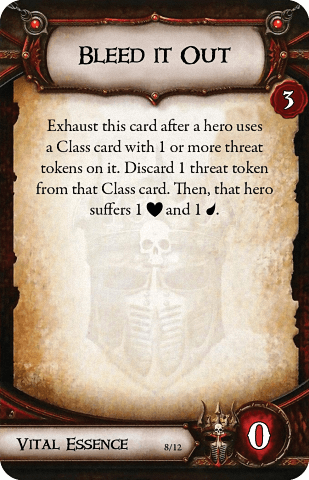 Bleed it Out
3
Exhaust this card after a hero uses
a Class card with 1 or more threat
tokens on it. Discard 1 threat token
from that Class card. Then, that hero
suffers 1 and 1 .
Vital Essence
8/12
0